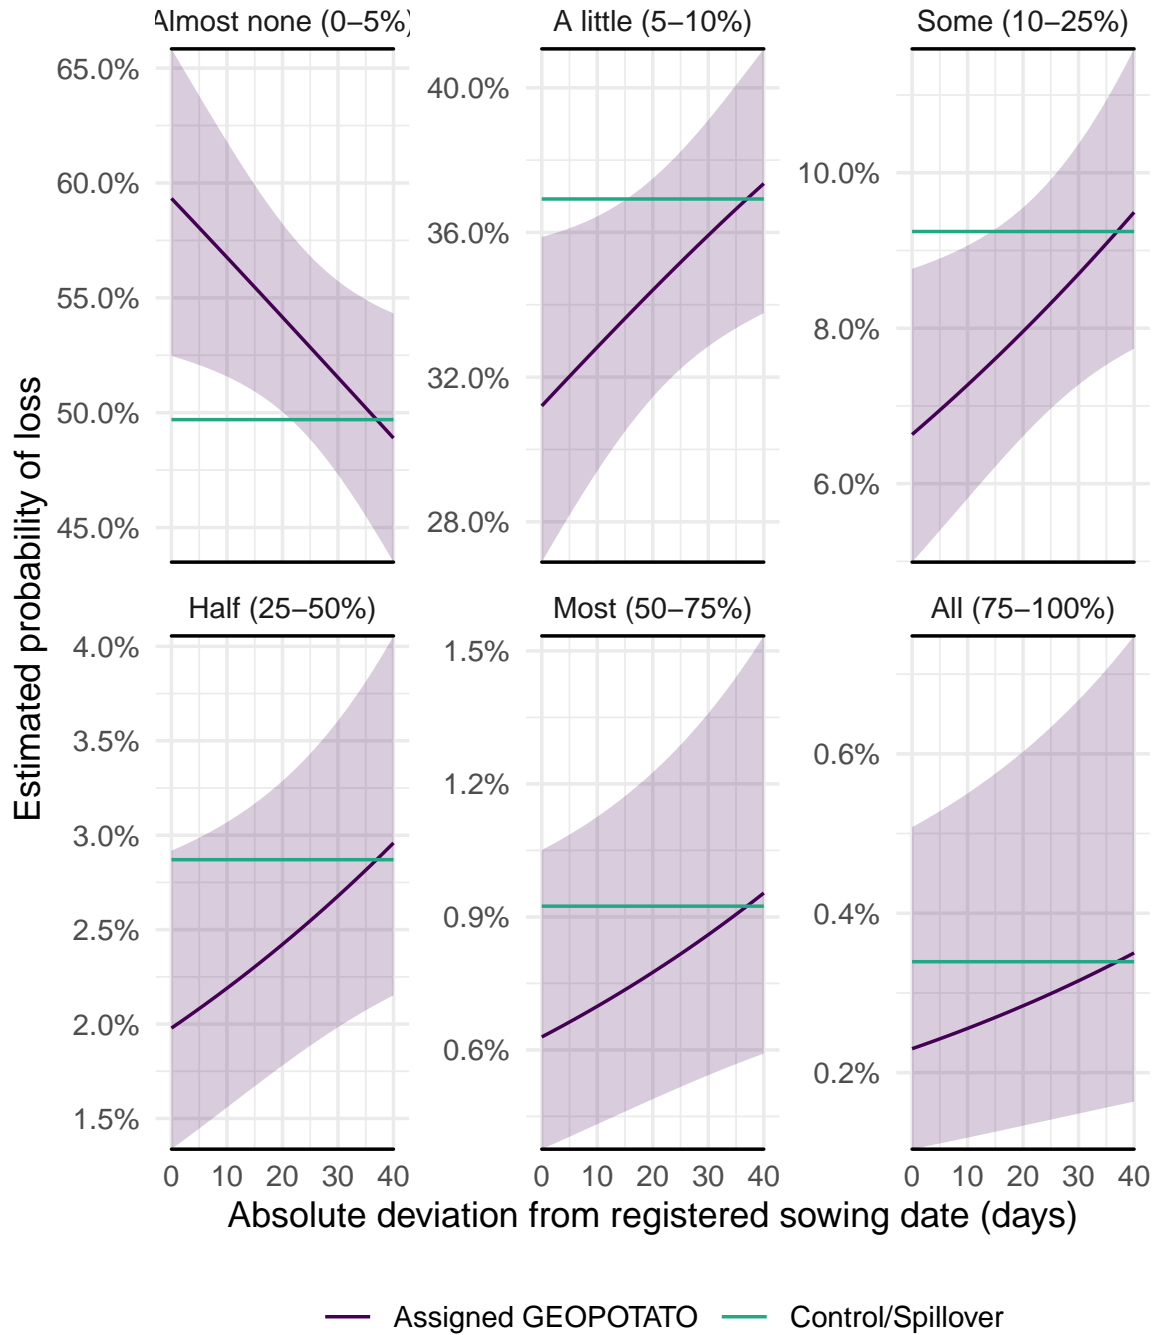 Almost none (0–5%)
A little (5–10%)
Some (10–25%)
65.0%
60.0%
55.0%
50.0%
45.0%
40.0%
36.0%
32.0%
28.0%
10.0%
8.0%
6.0%
Estimated probability of loss
Half (25–50%)
Most (50–75%)
All (75–100%)
4.0%
3.5%
3.0%
2.5%
2.0%
1.5%
1.5%
1.2%
0.9%
0.6%
0.6%
0.4%
0.2%
0 10 20 30 40
0 10 20 30 40
0 10 20 30 40
Absolute deviation from registered sowing date (days)
Assigned GEOPOTATO
Control/Spillover